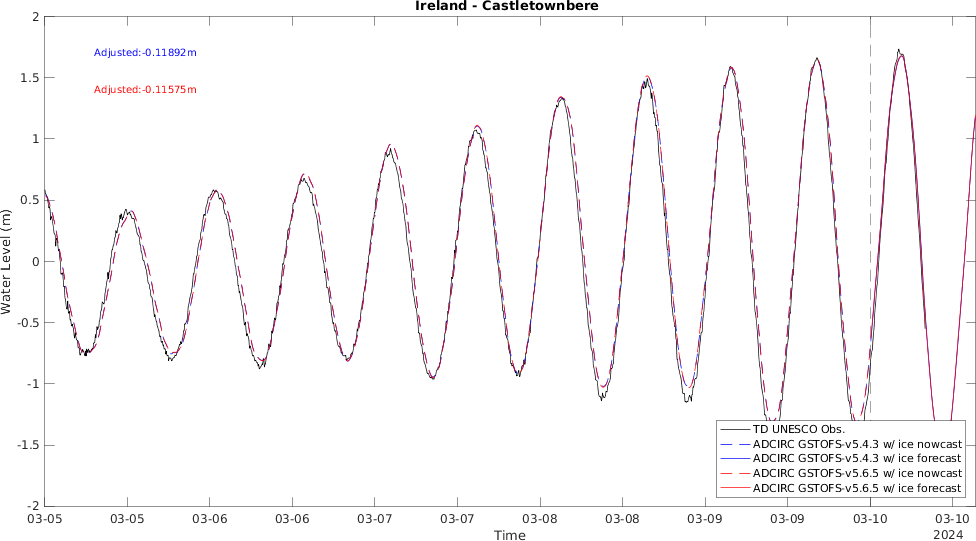 Ireland - Castletownbere
Adjusted:-0.11892m
Adjusted:-0.11575m
Water Level (m)
2
1.5
1
0.5
0
-0.5
-1
-1.5
-2
TD UNESCO Obs.
ADCIRC GSTOFS-v5.4.3 w/ ice nowcast
ADCIRC GSTOFS-v5.4.3 w/ ice forecast
ADCIRC GSTOFS-v5.6.5 w/ ice nowcast
ADCIRC GSTOFS-v5.6.5 w/ ice forecast
03-05 03-05 03-06 03-06 03-07 03-07 03-08 03-08 03-09 03-09 03-10 03-10
Time
2024